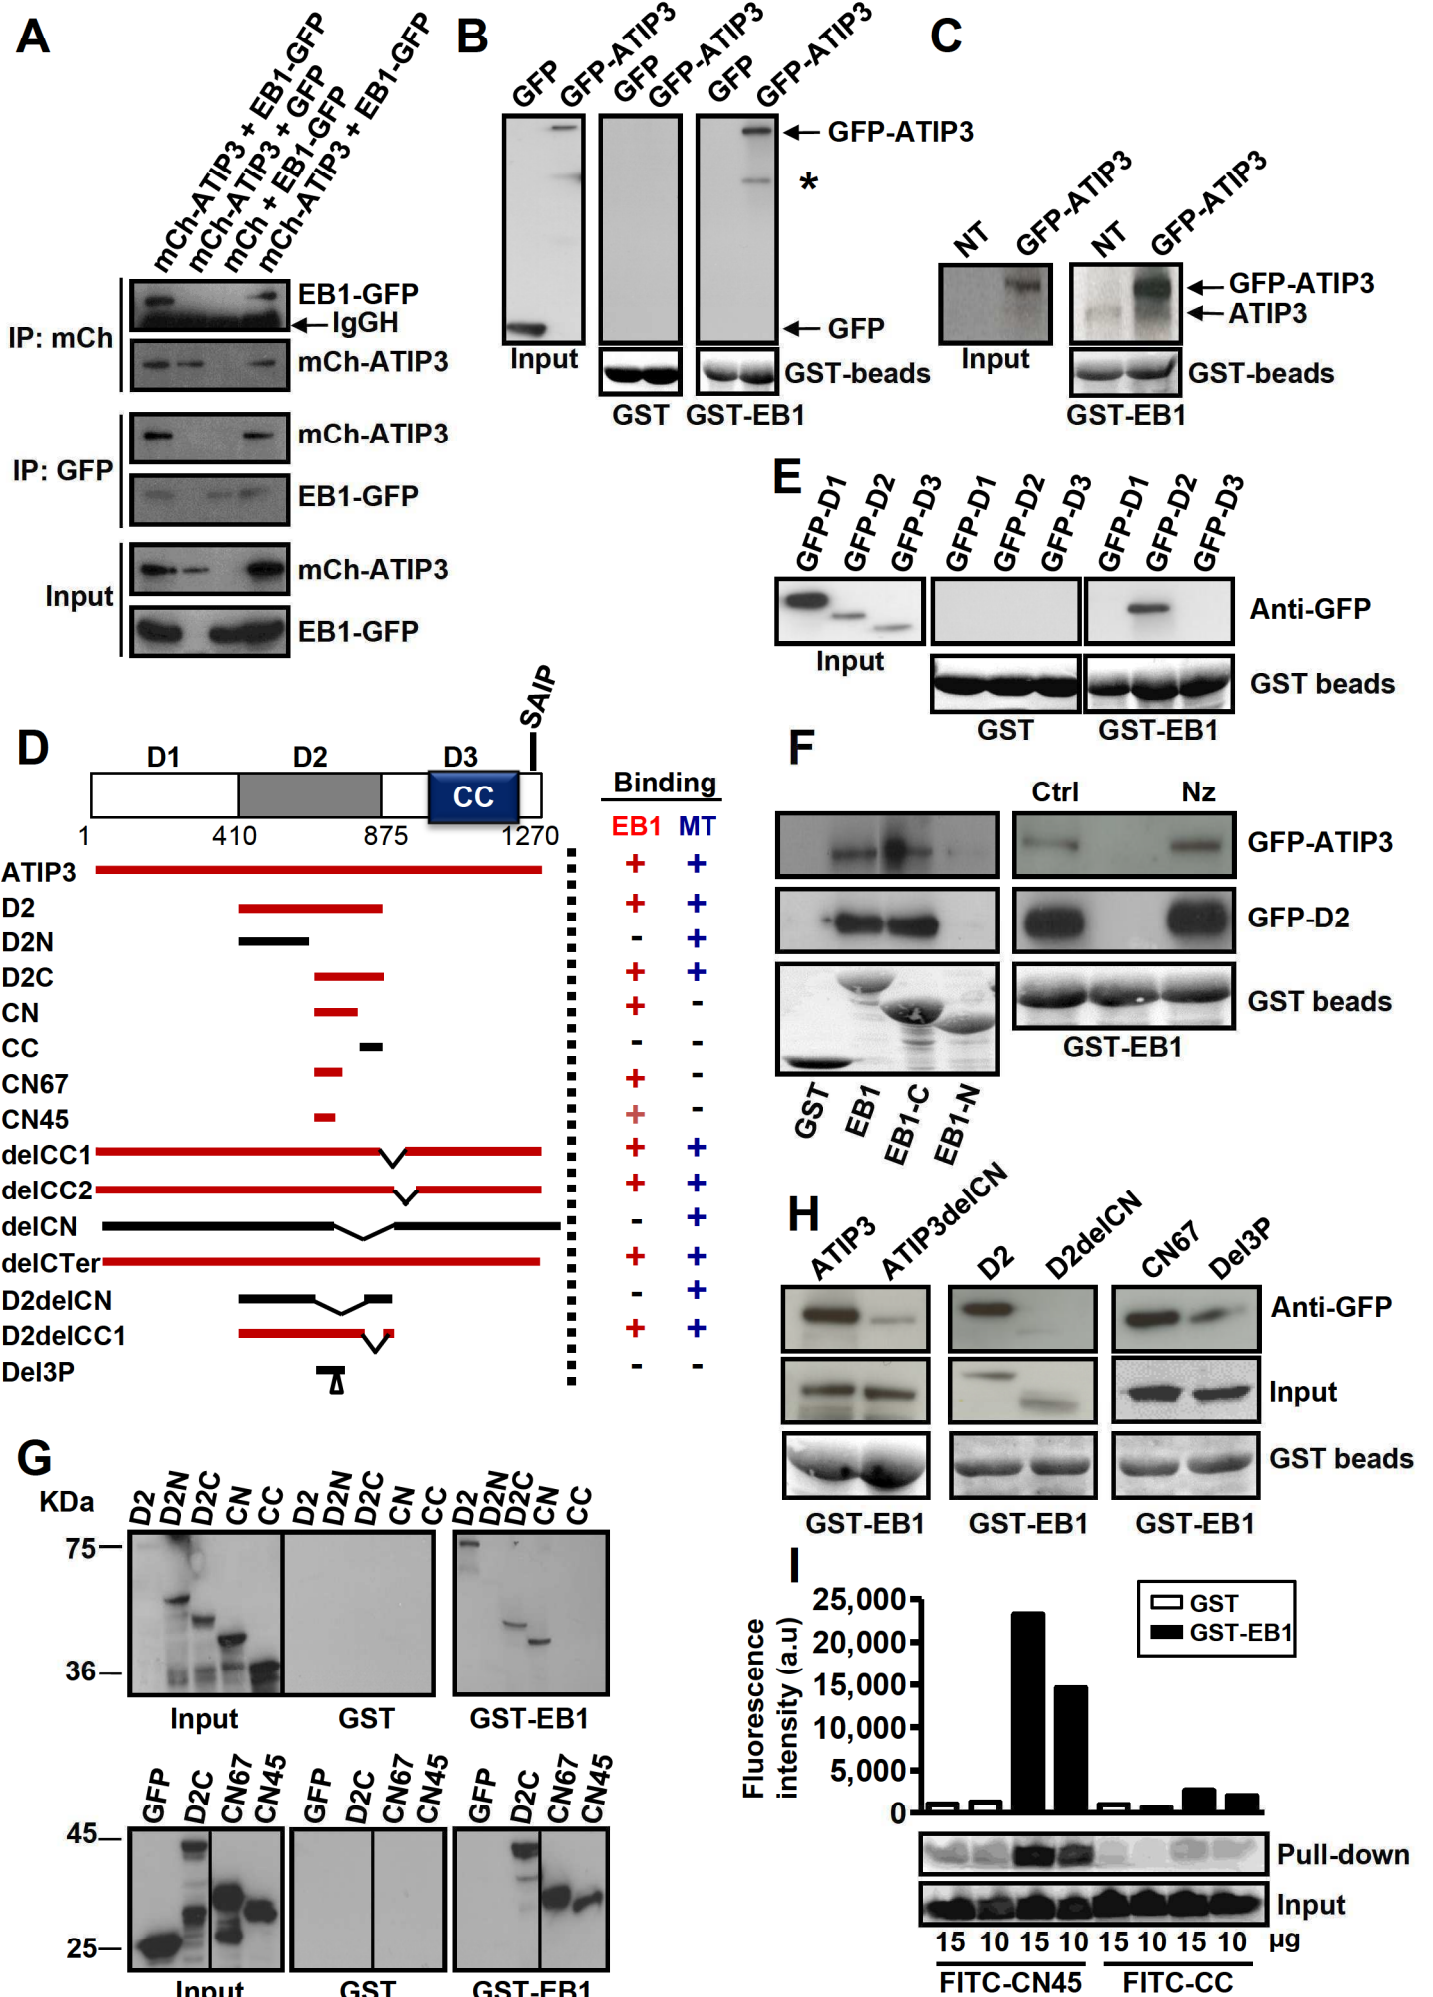 A
mCh-ATIP3 + EB1-GFP
mCh-ATIP3 + GFP
mCh + EB1-GFP
mCh-ATIP3 + EB1-GFP
IP: mCh
EB1-GFP
IgGH
mCh-ATIP3
IP: GFP
mCh-ATIP3
EB1-GFP
Input
mCh-ATIP3
EB1-GFP
B
GFP
GFP-ATIP3
GFP
GFP-ATIP3
GFP
GFP-ATIP3
GFP-ATIP3
*
GFP
Input
GST-beads
GST
GST-EB1
C
NT
GFP-ATIP3
NT
GFP-ATIP3
GFP-ATIP3
ATIP3
Input
GST-beads
GST-EB1
D
D1
D2
D3
SAIP
CC
1
410
875
1270
Binding
EB1
MT
ATIP3 + +
D2 + +
D2N - +
D2C + +
CN + -
CC - -
CN67 + -
CN45 + -
delCC1 + +
delCC2 + +
delCN - +
delCTer + +
D2delCN - +
D2delCC1 + +
Del3P - -
E
GFP-D1
GFP-D2
GFP-D3
GFP-D1
GFP-D2
GFP-D3
GFP-D1
GFP-D2
GFP-D3
Anti-GFP
Input
GST beads
GST
GST-EB1
F
Ctrl
Nz
GFP-ATIP3
GFP-D2
GST beads
GST-EB1
GST
EB1
EB1-C
EB1-N
G
KDa
D2
D2N
D2C
CN
CC
D2
D2N
D2C
CN
CC
D2
D2N
D2C
CN
CC
75
36
Input
GST
GST-EB1
GFP
D2C
CN67
CN45
GFP
D2C
CN67
CN45
GFP
D2C
CN67
CN45
45
25
Input
GST
GST-EB1
H
ATIP3
ATIP3delCN
D2
D2delCN
CN67
Del3P
Anti-GFP
Input
GST beads
GST-EB1
GST-EB1
GST-EB1
I
Fluorescence
intensity (a.u)
25,000
20,000
15,000
10,000
5,000
0
GST
GST-EB1
Pull-down
Input
15 10 15 10 15 10 15 10 µg
FITC-CN45
FITC-CC